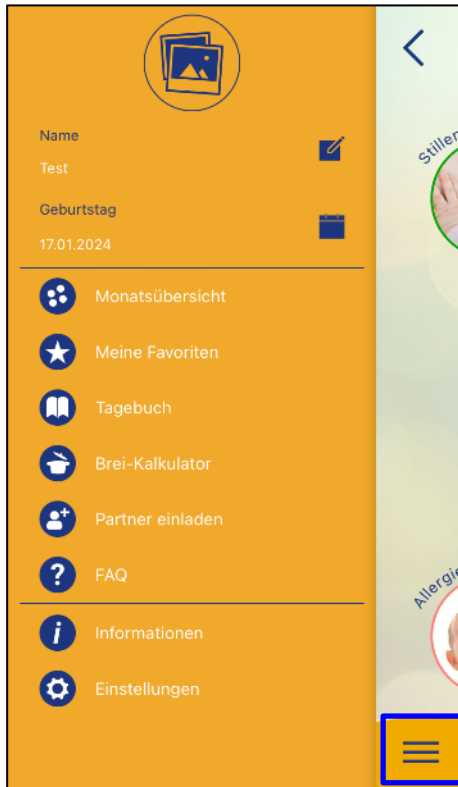 Name
Test
Geburtstag
17.01.2024
Monatsübersicht
Meine Favoriten
Tagebuch
Brei-Kalkulator
Partner einladen
FAQ
Informationen
Einstellungen